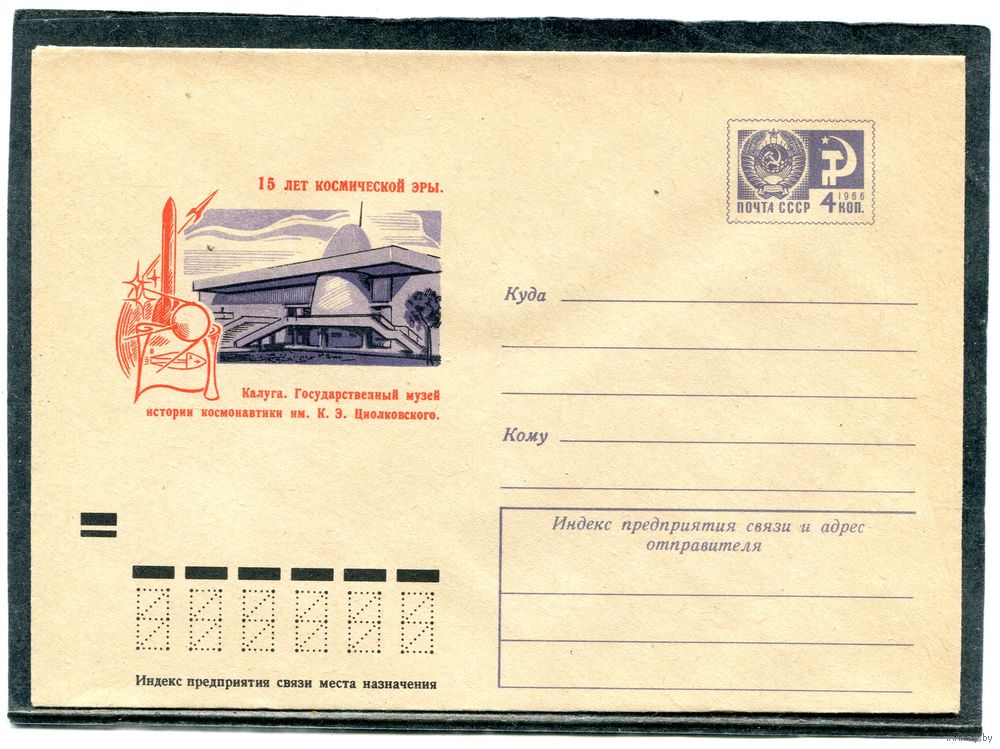 15 ЛЕТ КОСМИЧЕСКОЙ ЭРЫ.
Калуга. Государственный музей
истории космонавтики им. К. Э. Циолковского.
ПОЧТА СССР
1966
4 КОП.
Куда
Кому
Индекс предприятия связи и адрес
отправителя
Индекс предприятия связи места назначения